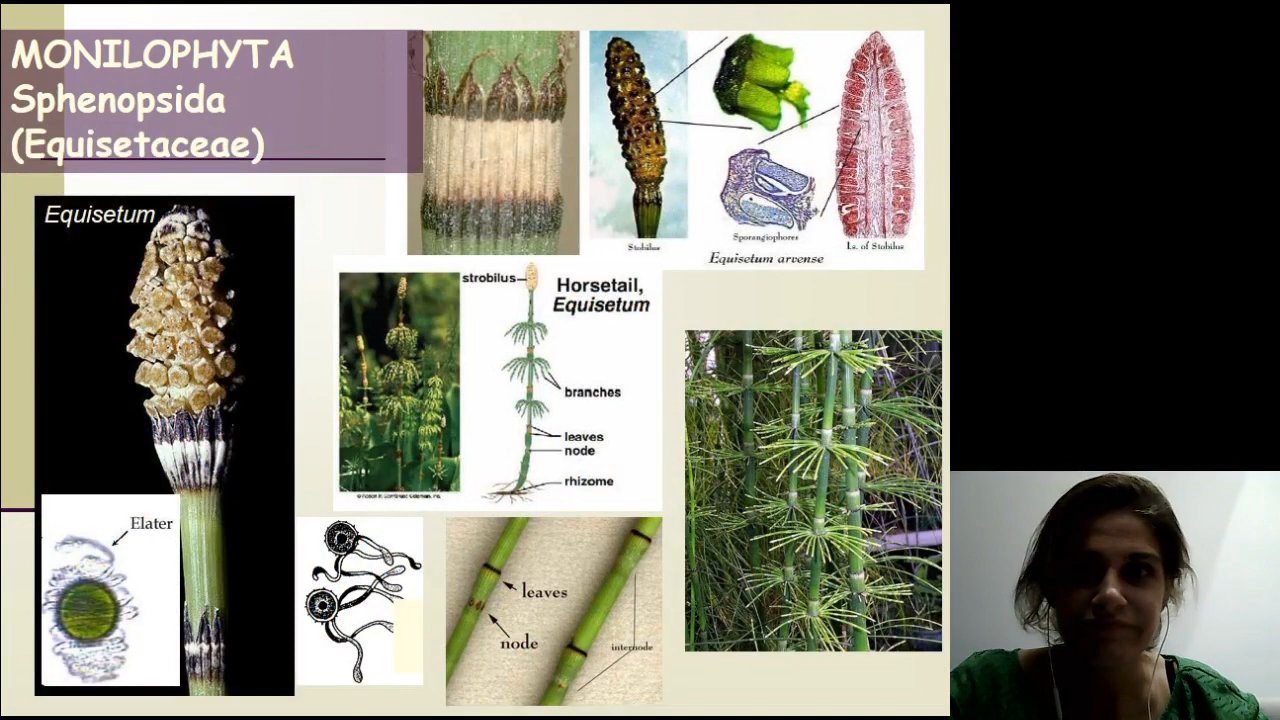 MONILOPHYTA
Sphenopsida
(Equisetaceae)
Equisetum
Elater
Stobilus
Sporangiophores
Ls. of Stobilus
Equisetum arvense
strobilus
Horsetail,
Equisetum
branches
leaves
node
rhizome
leaves
node
internode